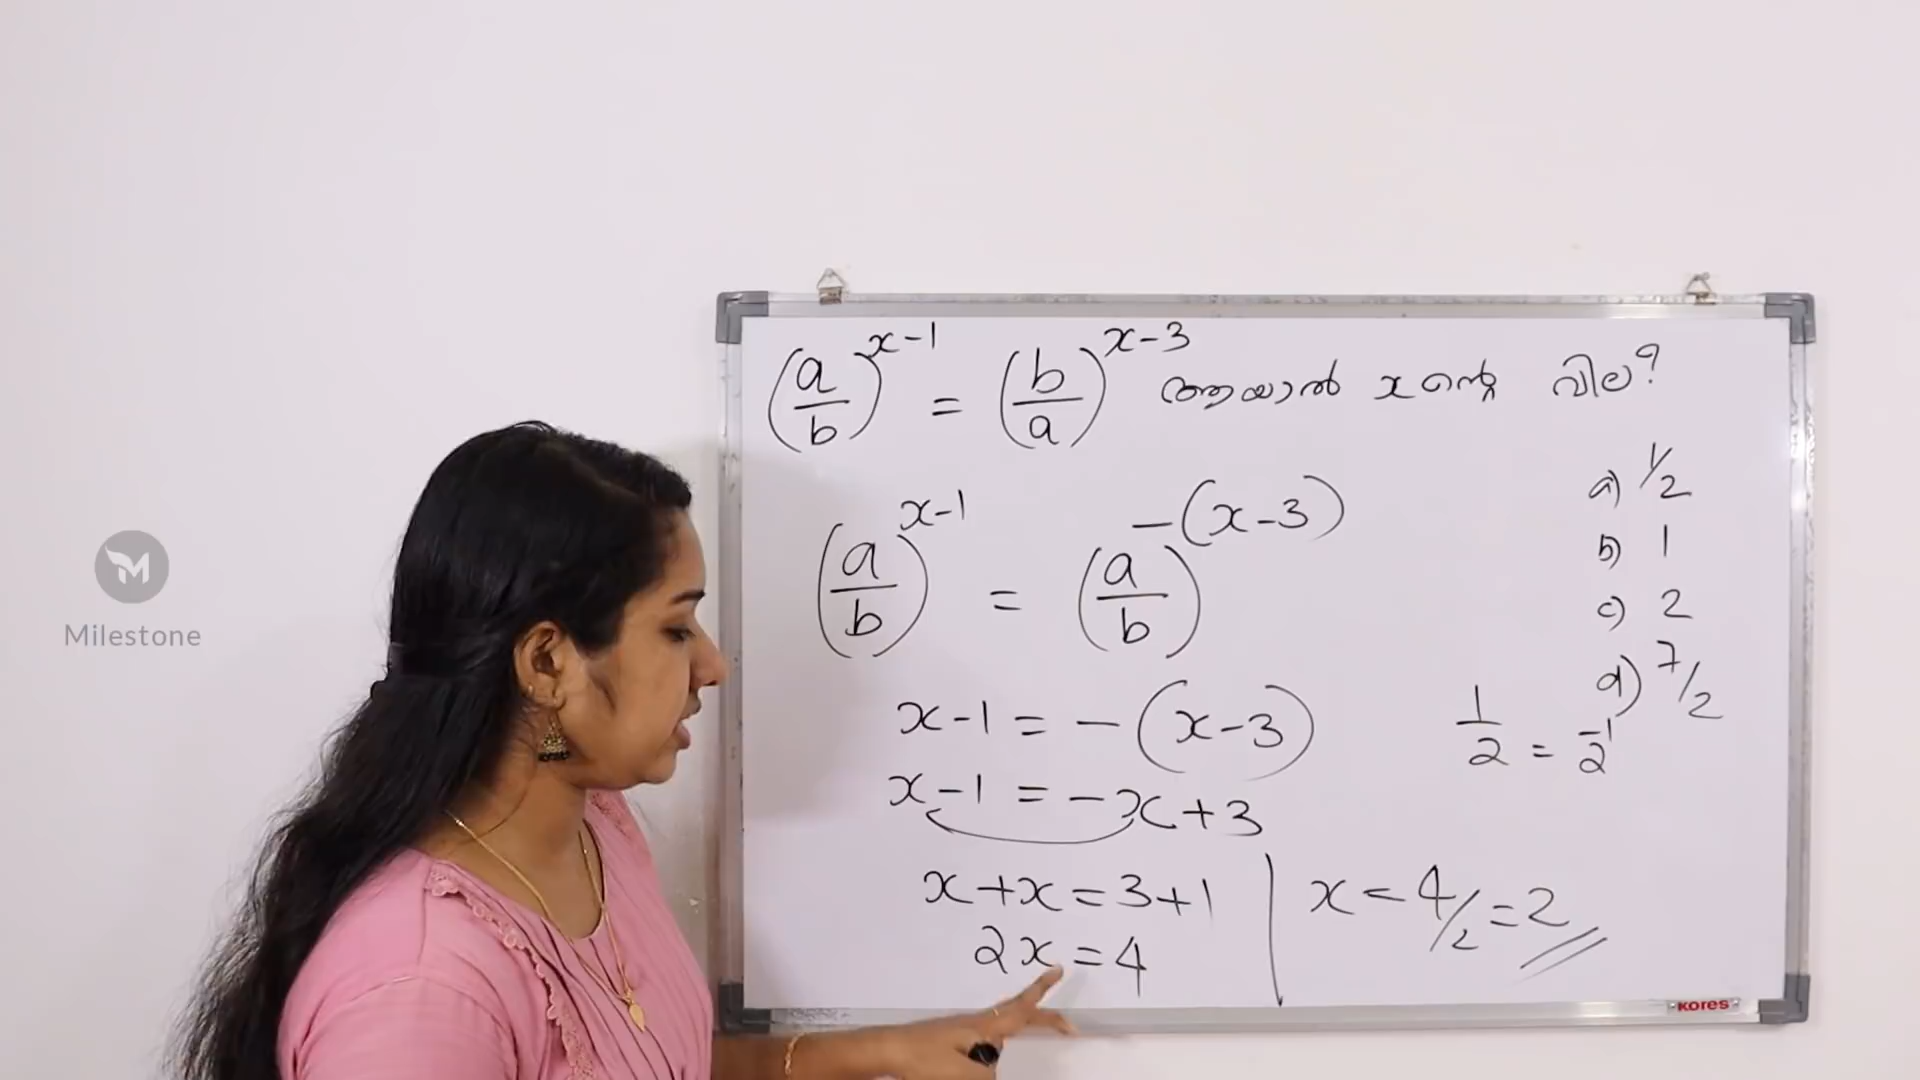 (a/b)^(x-1) = (b/a)^(x-3) ആയാൽ x ന്റെ വില?
a) 1/2
b) 1
c) 2
d) 7/2
(a/b)^(x-1) = (a/b)^-(x-3)
x-1 = -(x-3)
1/2 = 2^-1
x-1 = -x+3
x+x = 3+1
2x = 4
x = 4/2 = 2
KORES
Milestone